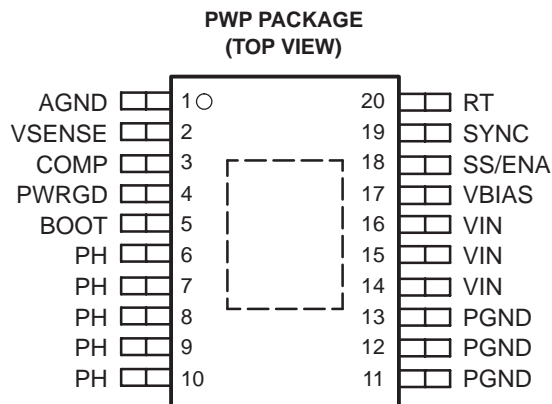 PWP PACKAGE
(TOP VIEW)
AGND 1 20 RT
VSENSE 2 19 SYNC
COMP 3 18 SS/ENA
PWRGD 4 17 VBIAS
BOOT 5 16 VIN
PH 6 15 VIN
PH 7 14 VIN
PH 8 13 PGND
PH 9 12 PGND
PH 10 11 PGND